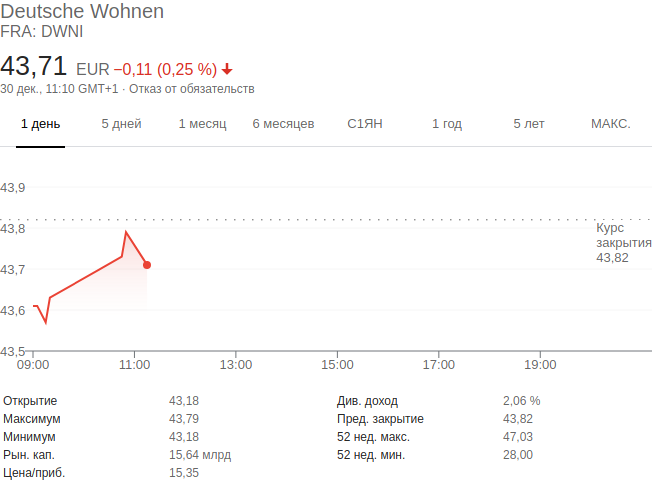 Deutsche Wohnen
FRA: DWNI
43,71 EUR −0,11 (0,25 %)
30 дек., 11:10 GMT+1 · Отказ от обязательств
1 день 5 дней 1 месяц 6 месяцев С1ЯН 1 год 5 лет МАКС.
43,9
43,8
43,7
43,6
43,5
Курс
закрытия
43,82
09:00 11:00 13:00 15:00 17:00 19:00
Открытие 43,18 Див. доход 2,06 %
Максимум 43,79 Пред. закрытие 43,82
Минимум 43,18 52 нед. макс. 47,03
Рын. кап. 15,64 млрд 52 нед. мин. 28,00
Цена/приб. 15,35